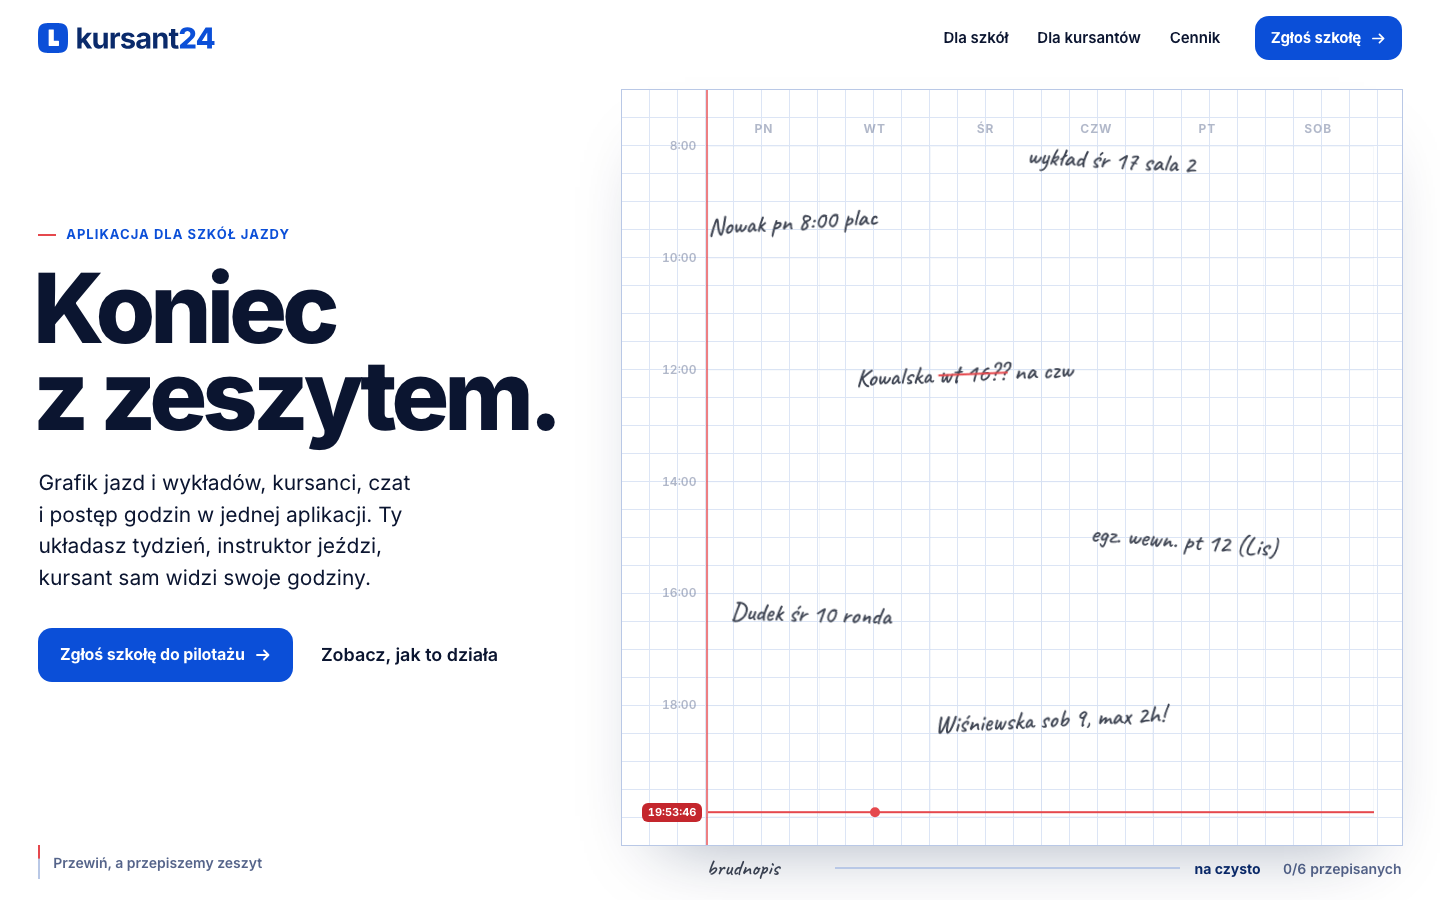 kursant24
Dla szkół
Dla kursantów
Cennik
Zgłoś szkołę →
APLIKACJA DLA SZKÓŁ JAZDY
Koniec
z zeszytem.
Grafik jazd i wykładów, kursanci, czat
i postęp godzin w jednej aplikacji. Ty
układasz tydzień, instruktor jeździ,
kursant sam widzi swoje godziny.
Zgłoś szkołę do pilotażu →
Zobacz, jak to działa
Przewiń, a przepiszemy zeszyt
PN WT ŚR CZW PT SOB
8:00
wykład śr 17 sala 2
Nowak pn 8:00 plac
10:00
12:00
Kowalska wt 16?? na czw
14:00
egz. wewn. pt 12 (Lis)
16:00
Dudek śr 10 ronda
18:00
Wiśniewska sob 9, max 2h!
19:53:46
brudnopis
na czysto
0/6 przepisanych